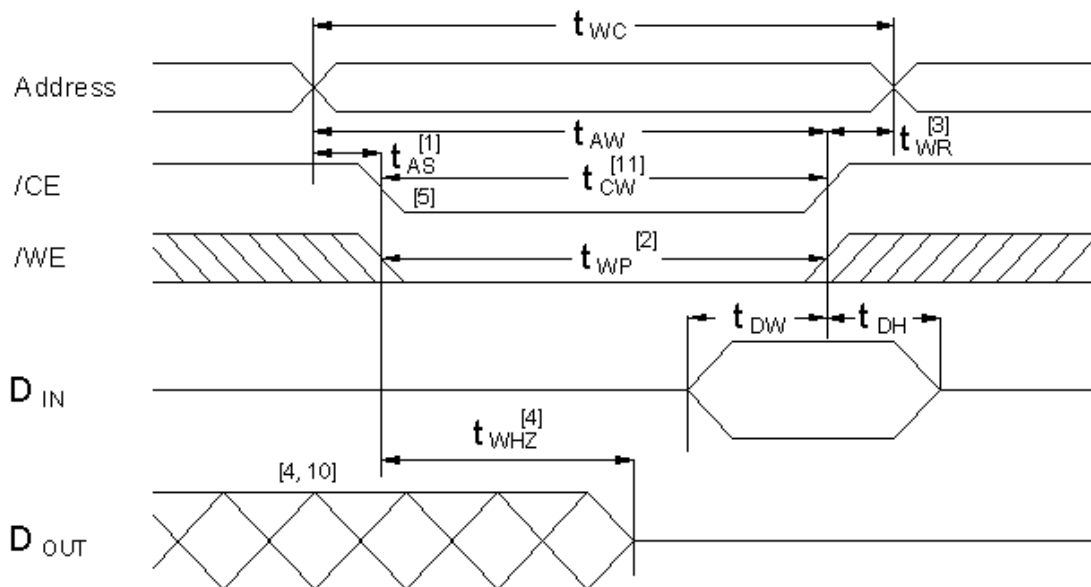 t WC
Address
t AW
t AS [1]
t WR [3]
/CE
t CW [11]
[5]
/WE
t WP [2]
t DW
t DH
D IN
t WHZ [4]
[4, 10]
D OUT